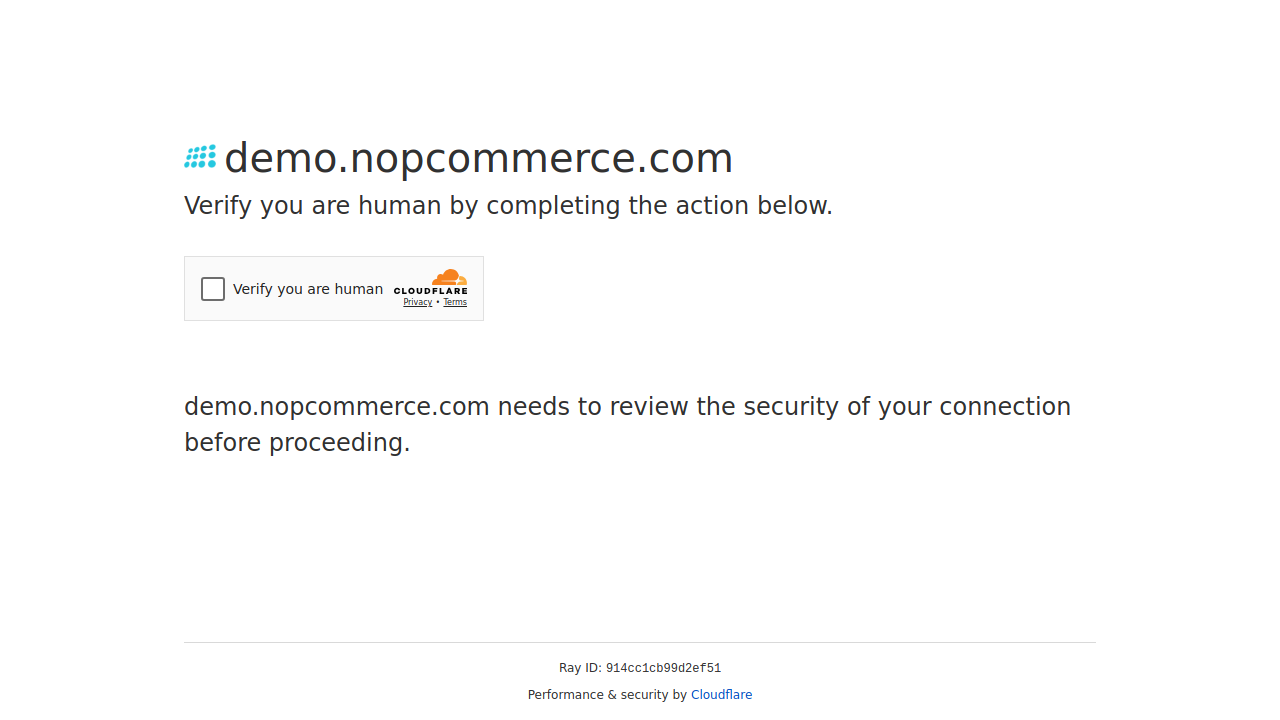 demo.nopcommerce.com
Verify you are human by completing the action below.
Verify you are human
CLOUDFLARE
Privacy • Terms
demo.nopcommerce.com needs to review the security of your connection
before proceeding.
Ray ID: 914cc1cb99d2ef51
Performance & security by Cloudflare